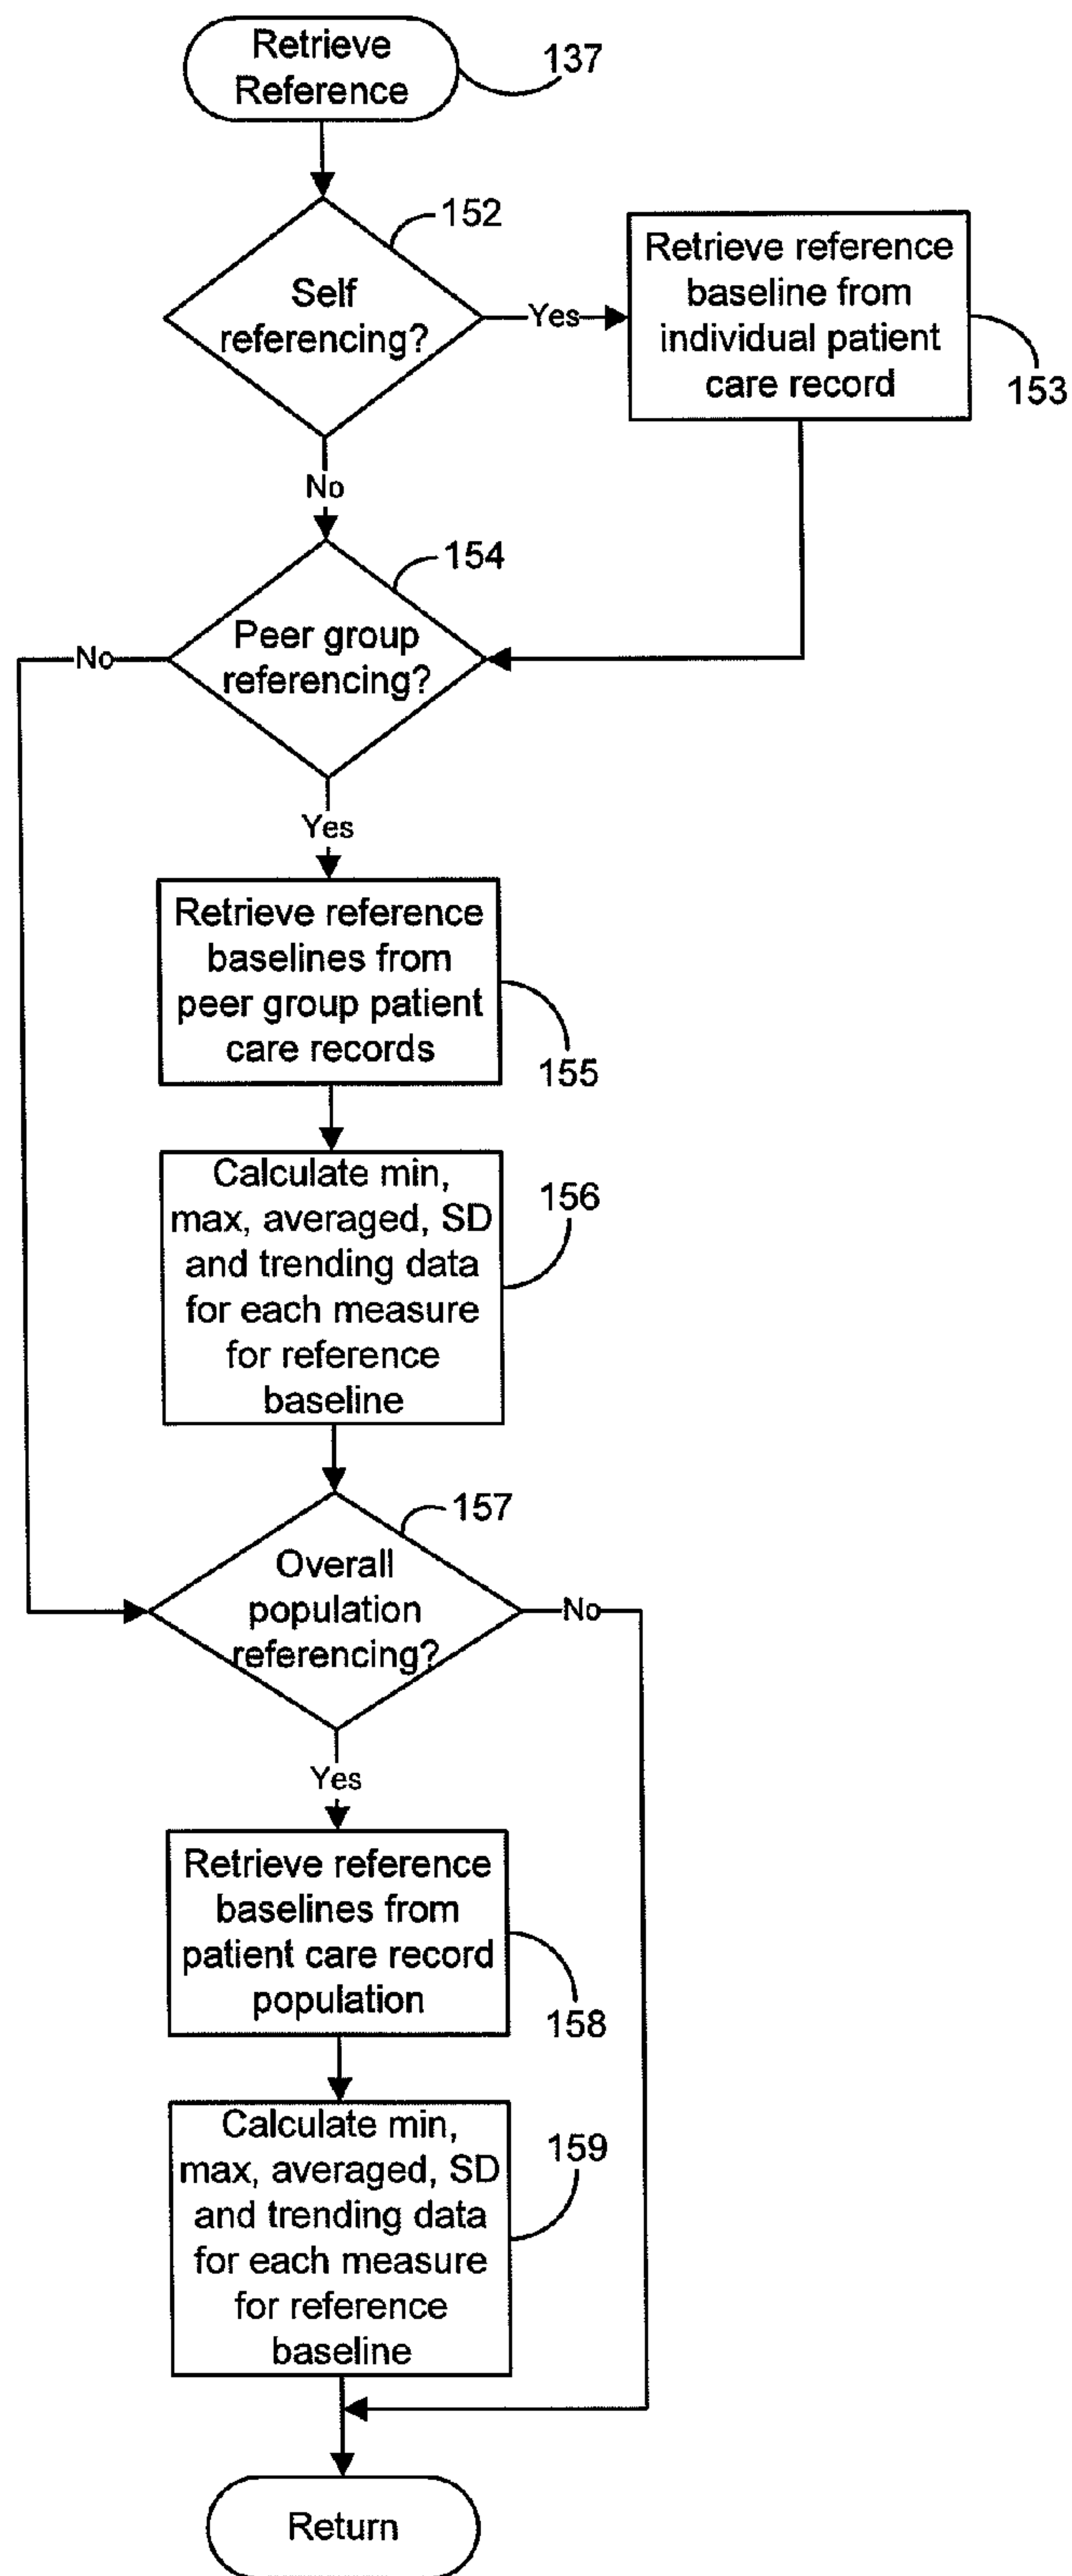 Retrieve
Reference
137
152
Self
referencing?
Yes
Retrieve reference
baseline from
individual patient
care record
153
No
154
Peer group
referencing?
No
Yes
Retrieve reference
baselines from
peer group patient
care records
155
Calculate min,
max, averaged, SD
and trending data
for each measure
for reference
baseline
156
157
Overall
population
referencing?
No
Yes
Retrieve reference
baselines from
patient care record
population
158
Calculate min,
max, averaged, SD
and trending data
for each measure
for reference
baseline
159
Return